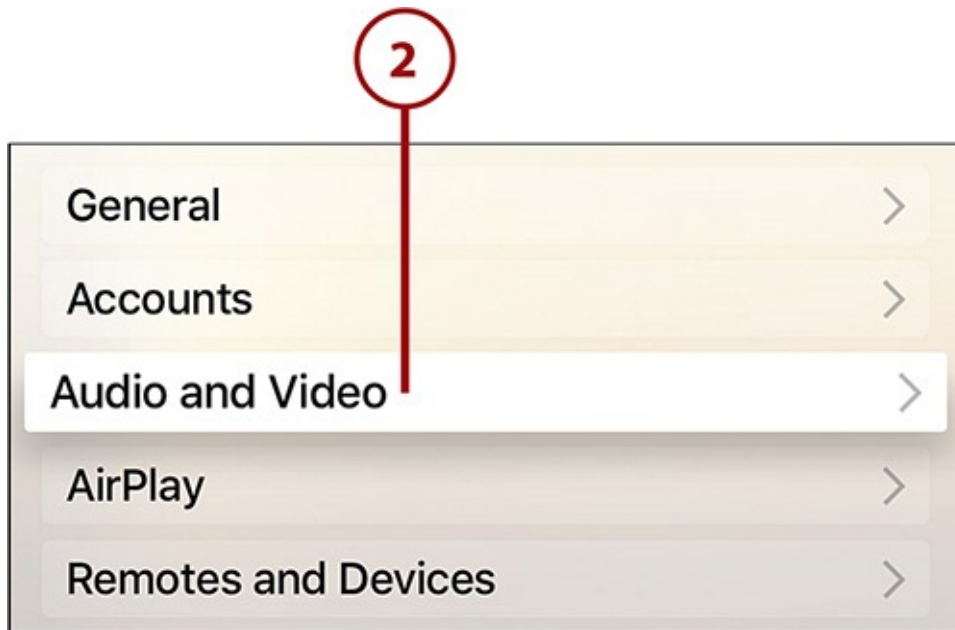 2
General
Accounts
Audio and Video
AirPlay
Remotes and Devices